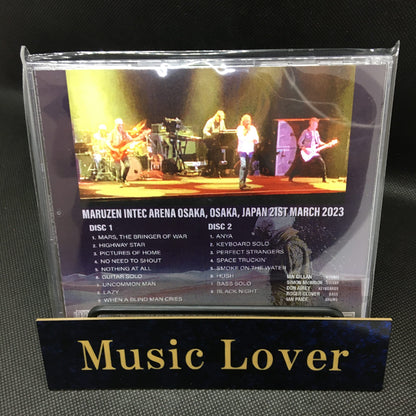 MARUZEN INTEC ARENA OSAKA, OSAKA, JAPAN 21ST MARCH 2023
DISC 1
1. MARS, THE BRINGER OF WAR
2. HIGHWAY STAR
3. PICTURES OF HOME
4. NO NEED TO SHOUT
5. NOTHING AT ALL
6. GUITAR SOLO
7. UNCOMMON MAN
8. LAZY
9. WHEN A BLIND MAN CRIES
DISC 2
1. ANYA
2. KEYBOARD SOLO
3. PERFECT STRANGERS
4. SPACE TRUCKIN'
5. SMOKE ON THE WATER
6. HUSH
7. BASS SOLO
8. BLACK NIGHT
IAN GILLAN
SIMON McBRIDE
DON AIREY KEYBOARDS
ROGER GLOVER BASS
IAN PAICE DRUMS
Music Lover